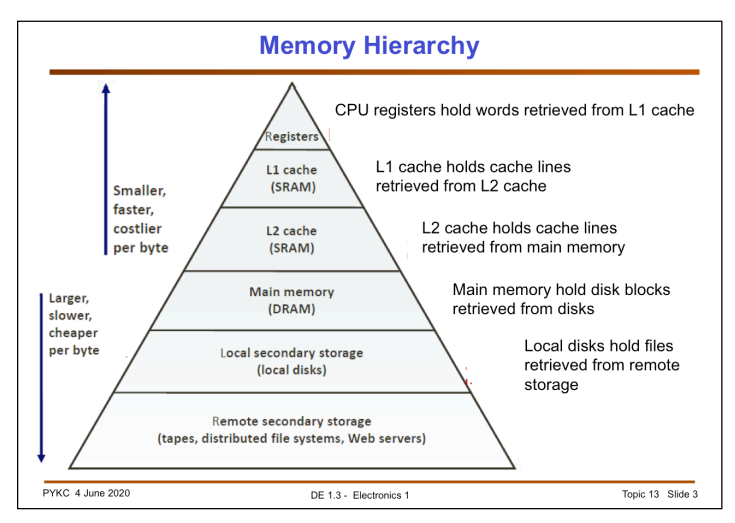 Memory Hierarchy
CPU registers hold words retrieved from L1 cache
Registers
L1 cache
(SRAM)
L1 cache holds cache lines
retrieved from L2 cache
Smaller,
faster,
costlier
per byte
L2 cache
(SRAM)
L2 cache holds cache lines
retrieved from main memory
Larger,
slower,
cheaper
per byte
Main memory
(DRAM)
Main memory hold disk blocks
retrieved from disks
Local secondary storage
(local disks)
Local disks hold files
retrieved from remote
storage
Remote secondary storage
(tapes, distributed file systems, Web servers)
PYKC 4 June 2020
DE 1.3 - Electronics 1
Topic 13 Slide 3